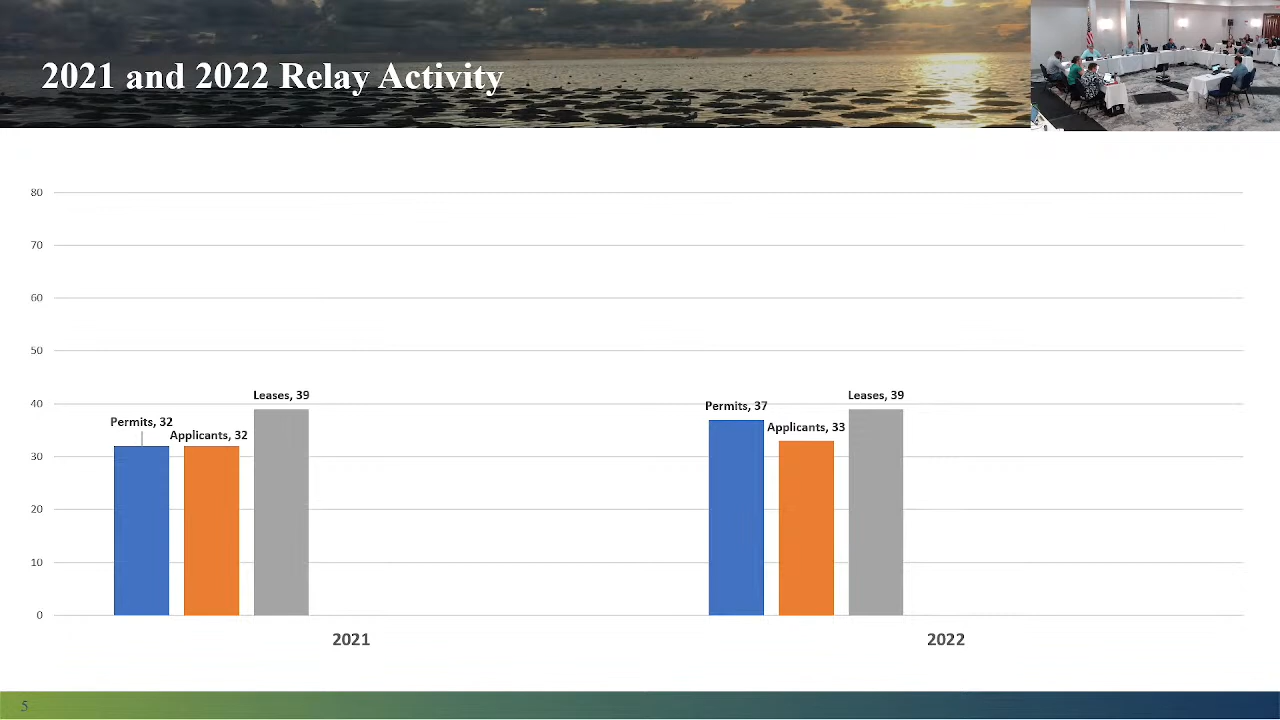 2021 and 2022 Relay Activity
80
70
60
50
40
30
20
10
0
Permits, 32
Applicants, 32
Leases, 39
Permits, 37
Applicants, 33
Leases, 39
2021
2022
5